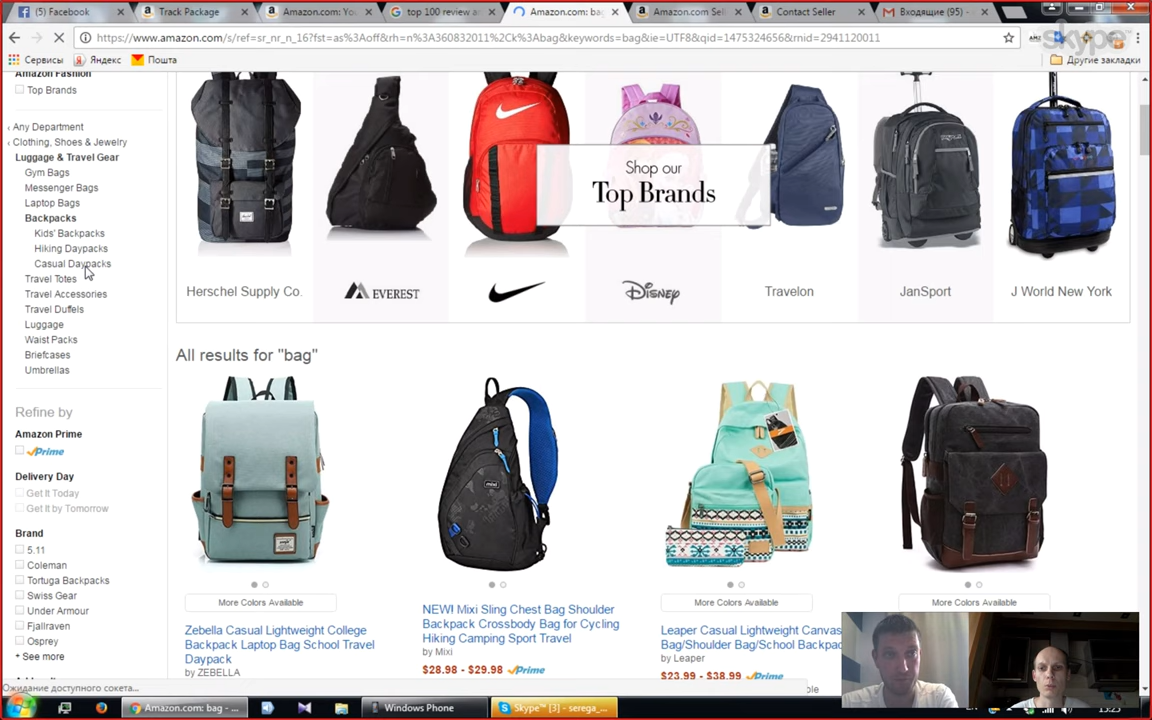 (5) Facebook
Track Package
Amazon.com: Yo
top 100 review a
Amazon.com: ba
Amazon.com Sel
Contact Seller
Входящие (95) -
https://www.amazon.com/s/ref=sr_nr_n_16?fst=as%3Aoff&rh=n%3A360832011%2Ck%3Abag&keywords=bag&ie=UTF8&qid=1475324656&rnid=2941120011
skype
Сервисы
Яндекс
Почта
Другие закладки
Amazon Fashion
Top Brands
‹ Any Department
‹ Clothing, Shoes & Jewelry
Luggage & Travel Gear
Gym Bags
Messenger Bags
Laptop Bags
Backpacks
Kids' Backpacks
Hiking Daypacks
Casual Daypacks
Travel Totes
Travel Accessories
Travel Duffels
Luggage
Waist Packs
Briefcases
Umbrellas
Refine by
Amazon Prime
Prime
Delivery Day
Get It Today
Get It by Tomorrow
Brand
5.11
Coleman
Tortuga Backpacks
Swiss Gear
Under Armour
Fjallraven
Osprey
+ See more
Shop our
Top Brands
Herschel Supply Co.
EVEREST
Disney
Travelon
JanSport
J World New York
All results for "bag"
More Colors Available
Zebella Casual Lightweight College
Backpack Laptop Bag School Travel
Daypack
by ZEBELLA
NEW! Mixi Sling Chest Bag Shoulder
Backpack Crossbody Bag for Cycling
Hiking Camping Sport Travel
by Mixi
$28.98 - $29.98 Prime
More Colors Available
Leaper Casual Lightweight Canvas
Bag/Shoulder Bag/School Backpack
by Leaper
$23.99 - $38.99 Prime
More Colors Available
Ожидание доступного сокета...
Amazon.com: bag - ...
Windows Phone
Skype™ [3] - serega_...
15:25